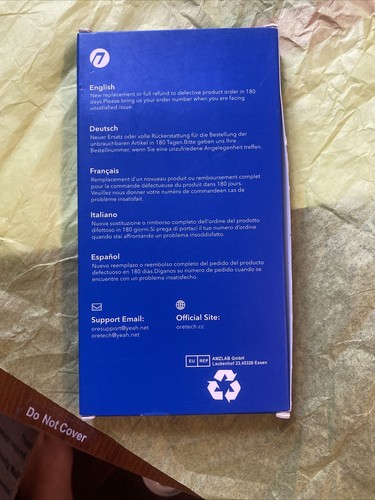 English
New replacement or full refund to defective product order in 180
days.Please bring us your order number when you are facing
unsatisfied issue.
Deutsch
Neuer Ersatz oder volle Rückerstattung für die Bestellung der
unbrauchbaren Artikel in 180 Tagen.Bitte geben uns Ihre
Bestellnummer, wenn Sie eine unzufriedene Angelegenheit treffen.
Français
Remplacement d'un nouveau produit ou remboursement complet
pour la commande défectueuse du produit dans 180 jours.
Veuillez nous donner votre numéro de commandeen cas de
problème insatisfait.
Italiano
Nuova sostituzione o rimborso completo dell'ordine del prodotto
difettoso in 180 giorni.Si prega di portaci il tuo numero d'ordine
quando stai affrontando un problema insoddisfatto.
Español
Nuevo reemplazo o reembolso completo del pedido del producto
defectuoso en 180 días.Díganos su número de pedido cuando se
encuentre con un problema insatisfecho.
Support Email:
oresupport@yeah.net
oretech@yeah.net
Official Site:
oretech.cc
EU REP
AMZLAB GmbH
Laubenhof 23,45326 Essen
Do Not Cover